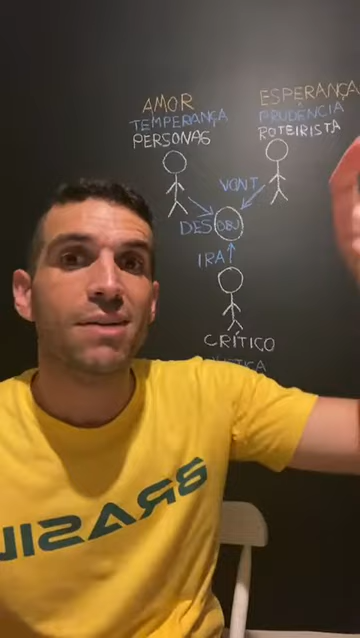 AMOR
TEMPERANÇA
PERSONAS
ESPERANÇA
PRUDÊNCIA
ROTEIRISTA
VONT
DES
OBJ
IRA
CRÍTICO
BRASIL